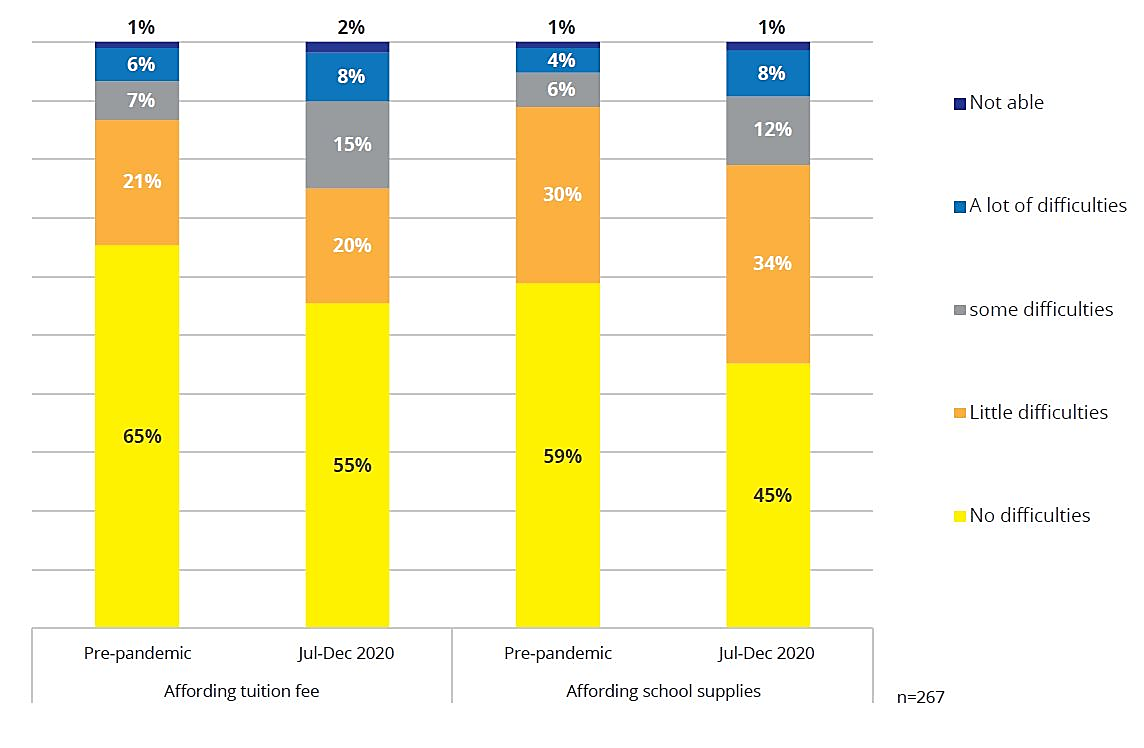 1% 2% 1% 1%
6% 8% 4% 8%
7% 15% 6% 12%
21% 20% 30% 34%
65% 55% 59% 45%
Not able
A lot of difficulties
some difficulties
Little difficulties
No difficulties
Pre-pandemic Jul-Dec 2020 Pre-pandemic Jul-Dec 2020
Affording tuition fee Affording school supplies
n=267